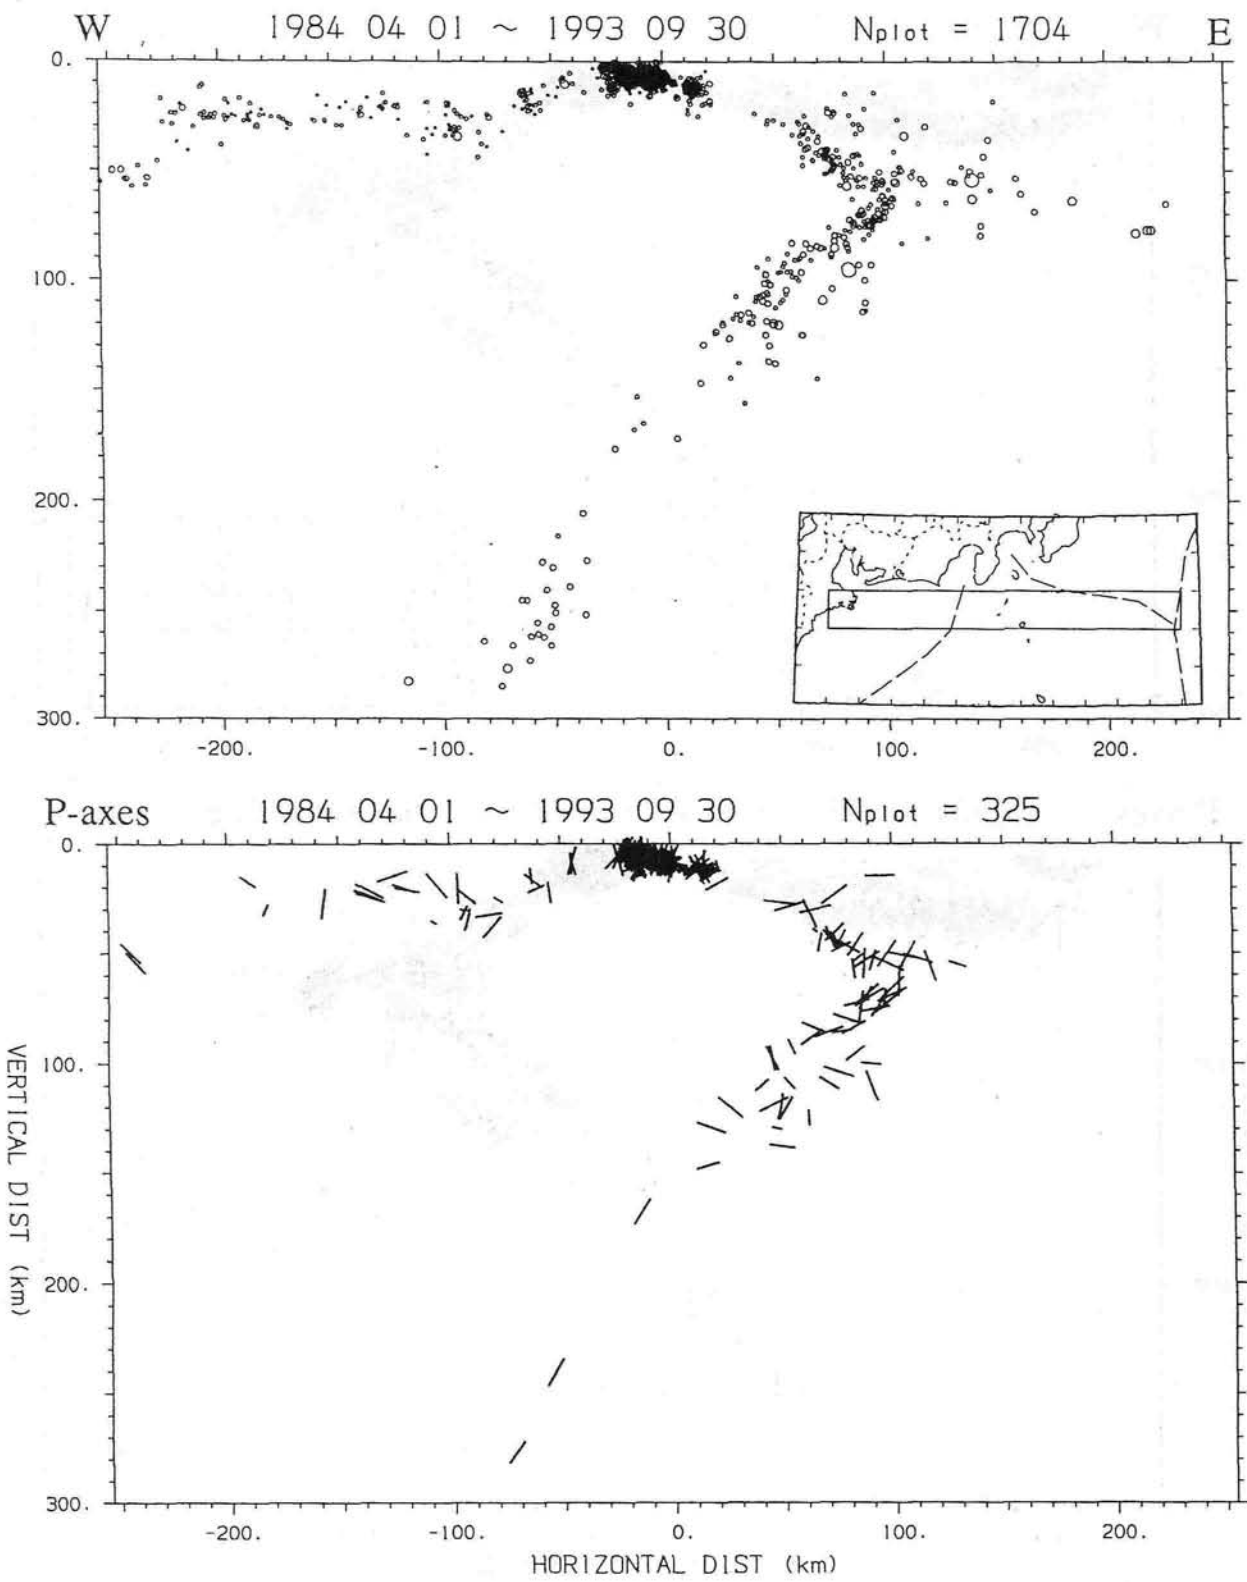 W 1984 04 01 ~ 1993 09 30 Nplot = 1704 E
0.
100.
200.
300.
-200. -100. 0. 100. 200.
P-axes 1984 04 01 ~ 1993 09 30 Nplot = 325
0.
100.
200.
300.
VERTICAL DIST (km)
-200. -100. 0. 100. 200.
HORIZONTAL DIST (km)